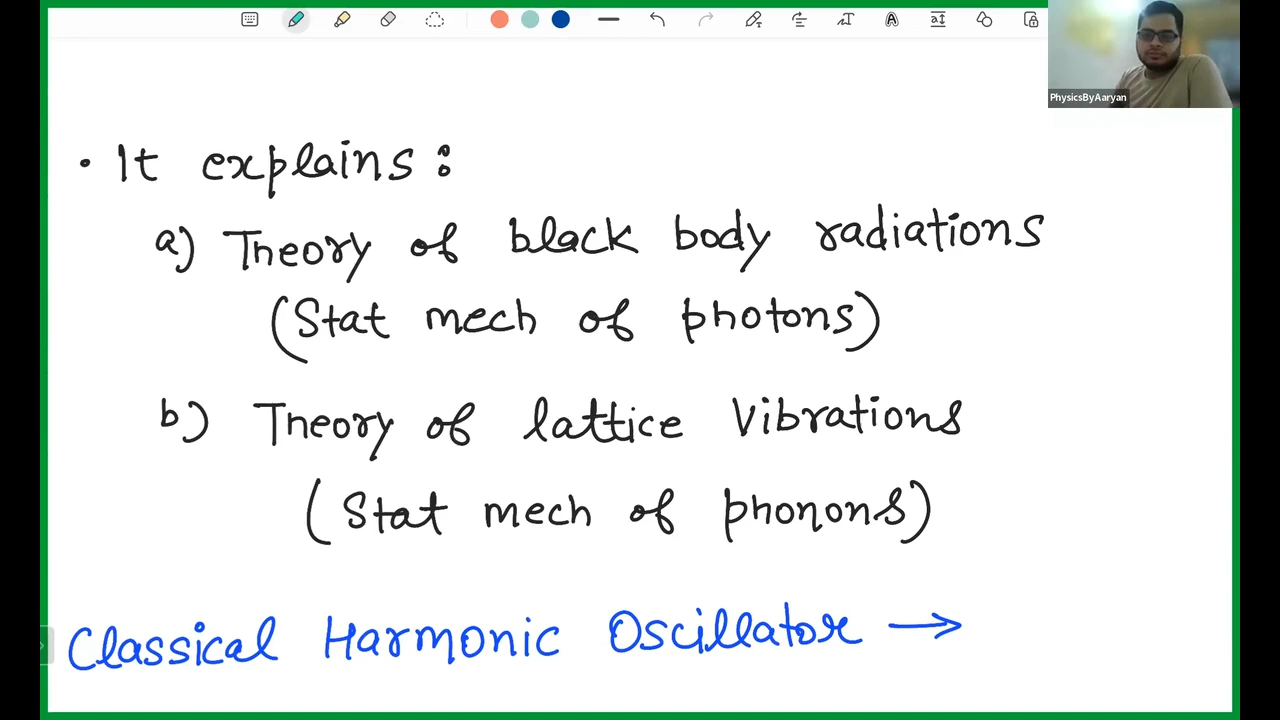 PhysicsByAaryan
• It explains:
a) Theory of black body radiations
(Stat mech of photons)
b) Theory of lattice Vibrations
(Stat mech of phonons)
Classical Harmonic Oscillator →